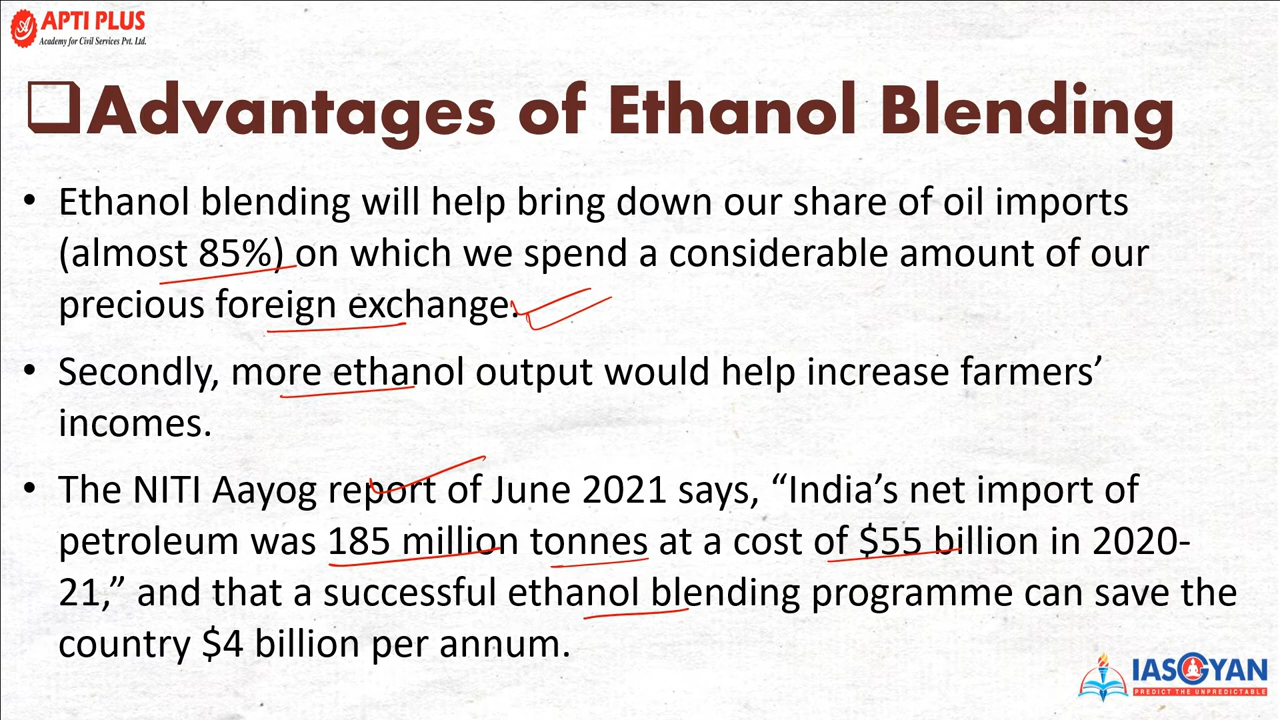 APTI PLUS
Academy for Civil Services Pvt. Ltd.
❑Advantages of Ethanol Blending
• Ethanol blending will help bring down our share of oil imports
(almost 85%) on which we spend a considerable amount of our
precious foreign exchange.
• Secondly, more ethanol output would help increase farmers’
incomes.
• The NITI Aayog report of June 2021 says, “India’s net import of
petroleum was 185 million tonnes at a cost of $55 billion in 2020-
21,” and that a successful ethanol blending programme can save the
country $4 billion per annum.
IASGYAN
PREDICT THE UNPREDICTABLE